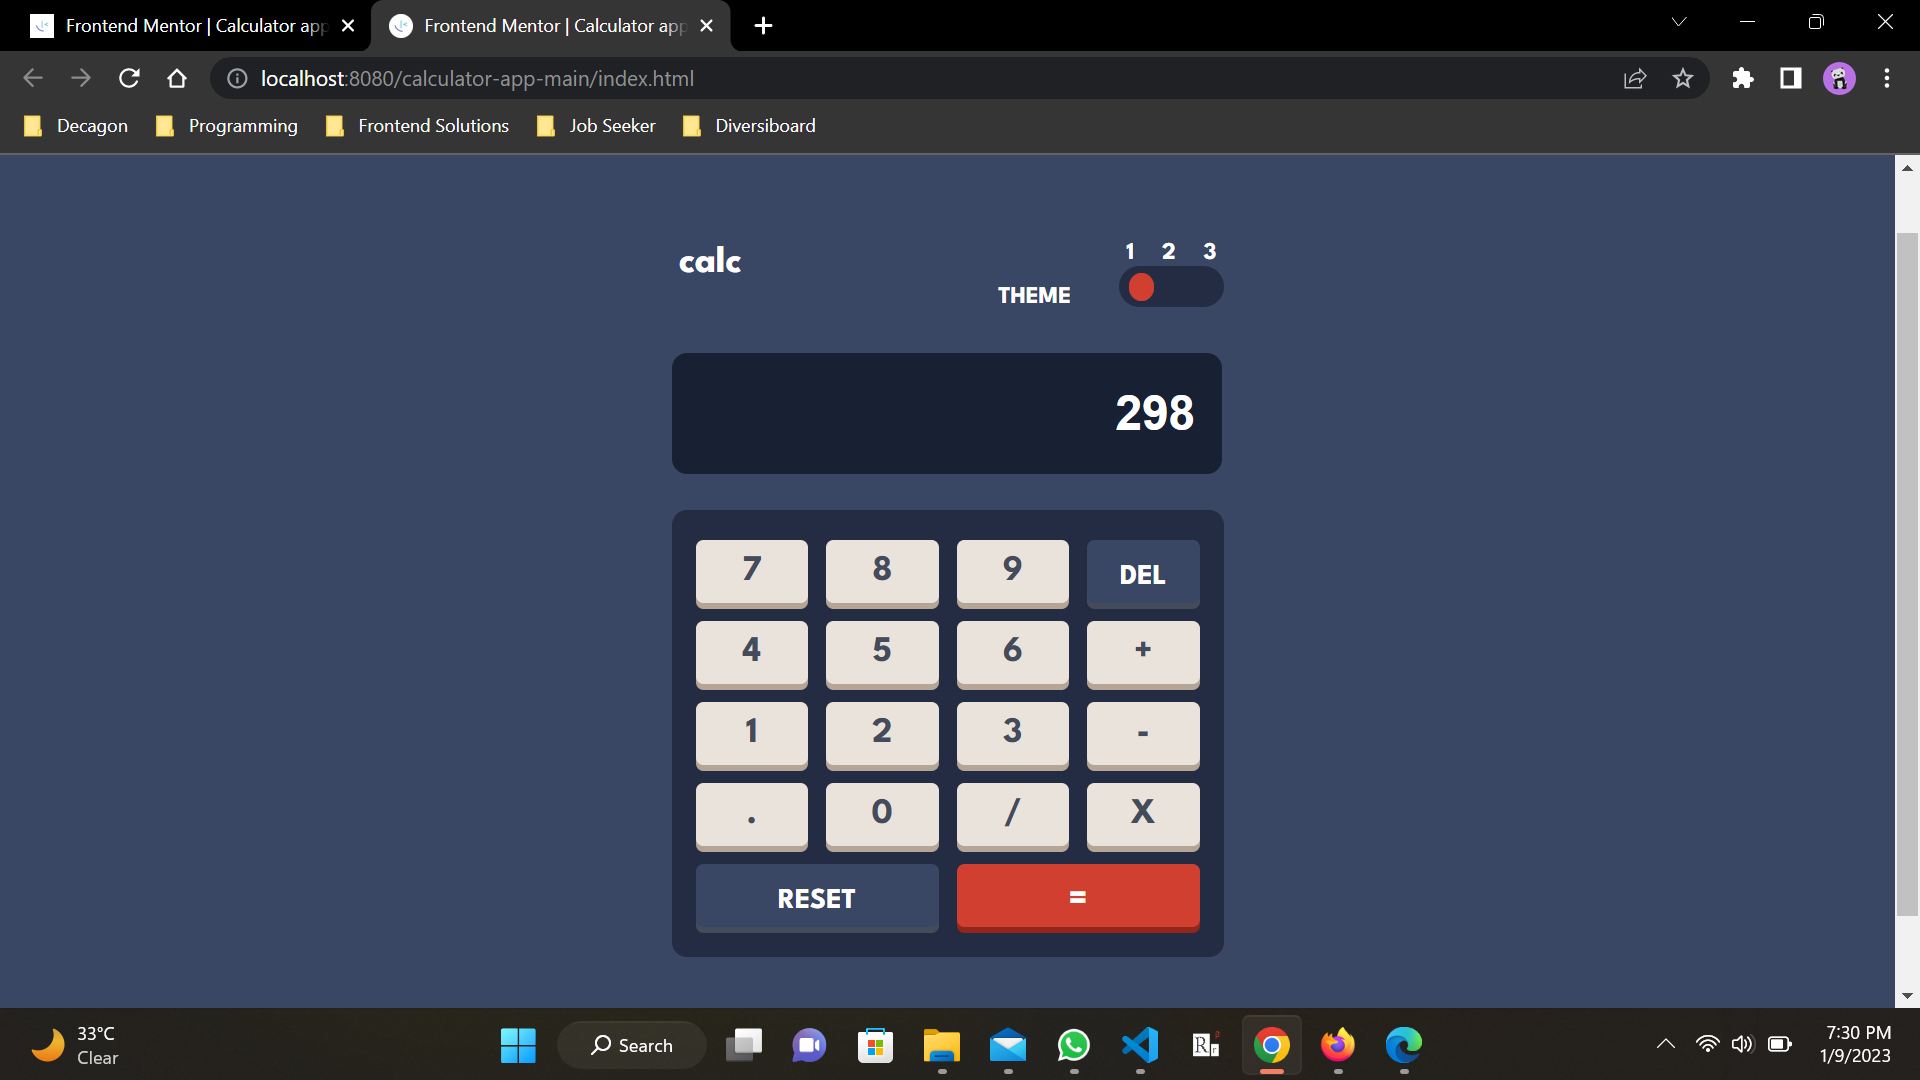 Frontend Mentor | Calculator app
Frontend Mentor | Calculator app
localhost:8080/calculator-app-main/index.html
Decagon
Programming
Frontend Solutions
Job Seeker
Diversiboard
calc
THEME
1 2 3
298
7 8 9 DEL
4 5 6 +
1 2 3 -
. 0 / X
RESET =
33°C
Clear
Search
7:30 PM
1/9/2023